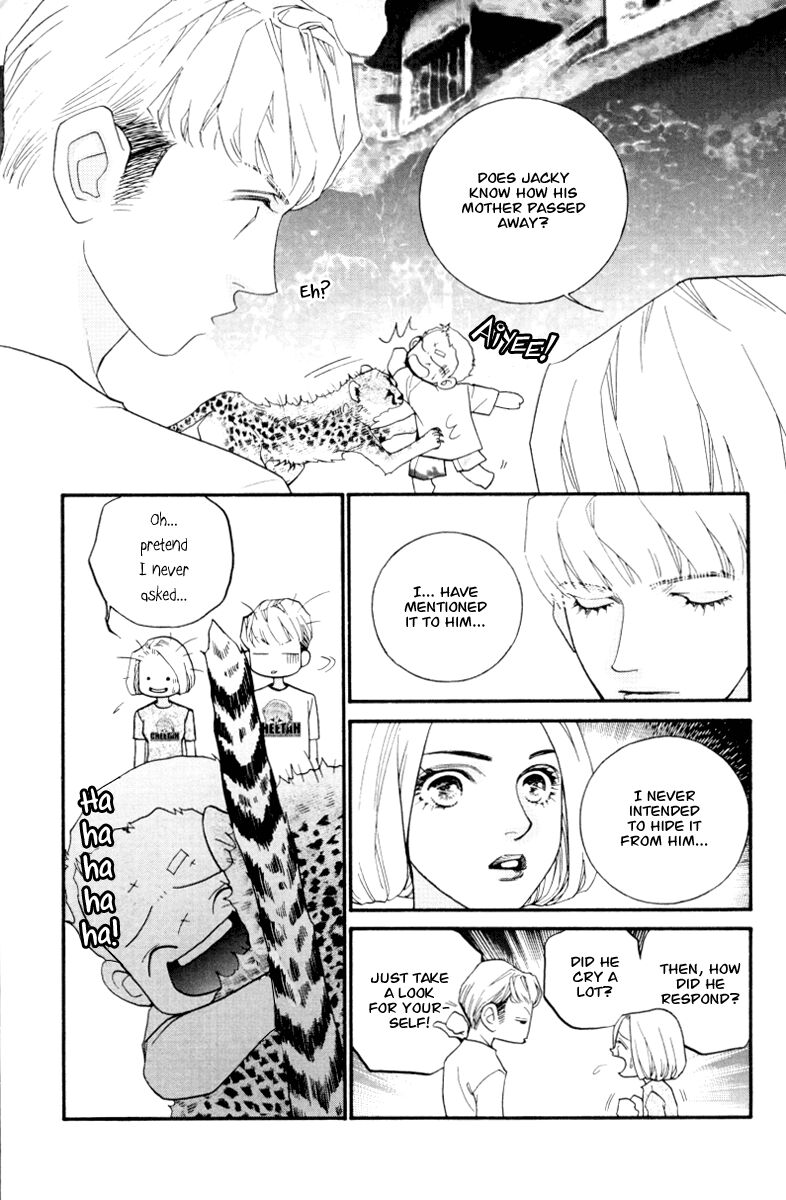 DOES JACKY
KNOW HOW HIS
MOTHER PASSED
AWAY?
Eh?
AiYEE!
I... HAVE
MENTIONED
IT TO HIM...
I NEVER
INTENDED
TO HIDE IT
FROM HIM...
THEN, HOW
DID HE
RESPOND?
DID HE
CRY A
LOT?
JUST TAKE
A LOOK
FOR YOUR-
SELF!
Oh...
pretend
I never
asked...
CHEETAH
CHEETAH
Ha
ha
ha
ha
ha!